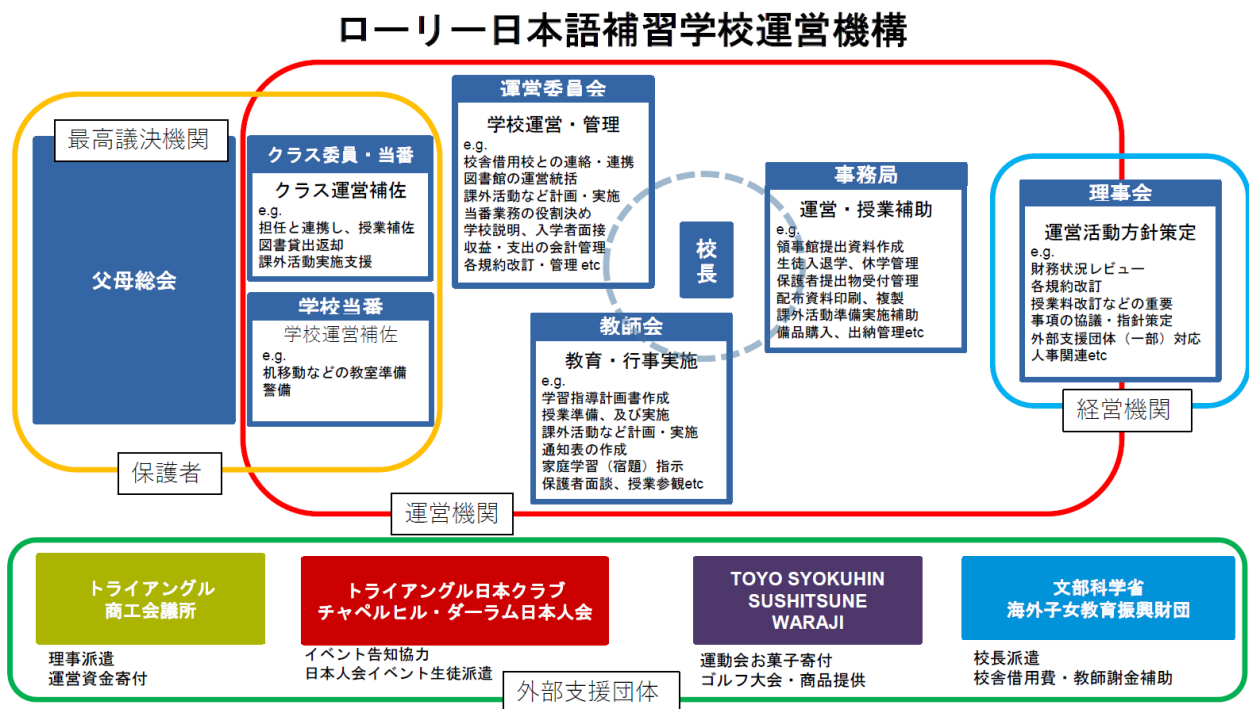 ローリー日本語補習学校運営機構
最高議決機関
父母総会
保護者
クラス委員・当番
クラス運営補佐
e.g.
担任と連携し、授業補佐
図書貸出返却
課外活動実施支援
学校当番
学校運営補佐
e.g.
机移動などの教室準備
警備
運営委員会
学校運営・管理
e.g.
校舎借用校との連絡・連携
図書館の運営統括
課外活動など計画・実施
当番業務の役割決め
学校説明、入学者面接
収益・支出の会計管理
各規約改訂・管理 etc
校
長
教師会
教育・行事実施
e.g.
学習指導計画書作成
授業準備、及び実施
課外活動など計画・実施
通知表の作成
家庭学習（宿題）指示
保護者面談、授業参観etc
事務局
運営・授業補助
e.g.
領事館提出資料作成
生徒入退学、休学管理
保護者提出物受付管理
配布資料印刷、複製
課外活動準備実施補助
備品購入、出納管理etc
理事会
運営活動方針策定
e.g.
財務状況レビュー
各規約改訂
授業料改訂などの重要
事項の協議・指針策定
外部支援団体（一部）対応
人事関連etc
経営機関
運営機関
トライアングル
商工会議所
理事派遣
運営資金寄付
トライアングル日本クラブ
チャペルヒル・ダーラム日本人会
イベント告知協力
日本人会イベント生徒派遣
TOYO SYOKUHIN
SUSHITSUNE
WARAJI
運動会お菓子寄付
ゴルフ大会・商品提供
文部科学省
海外子女教育振興財団
校長派遣
校舎借用費・教師謝金補助
外部支援団体